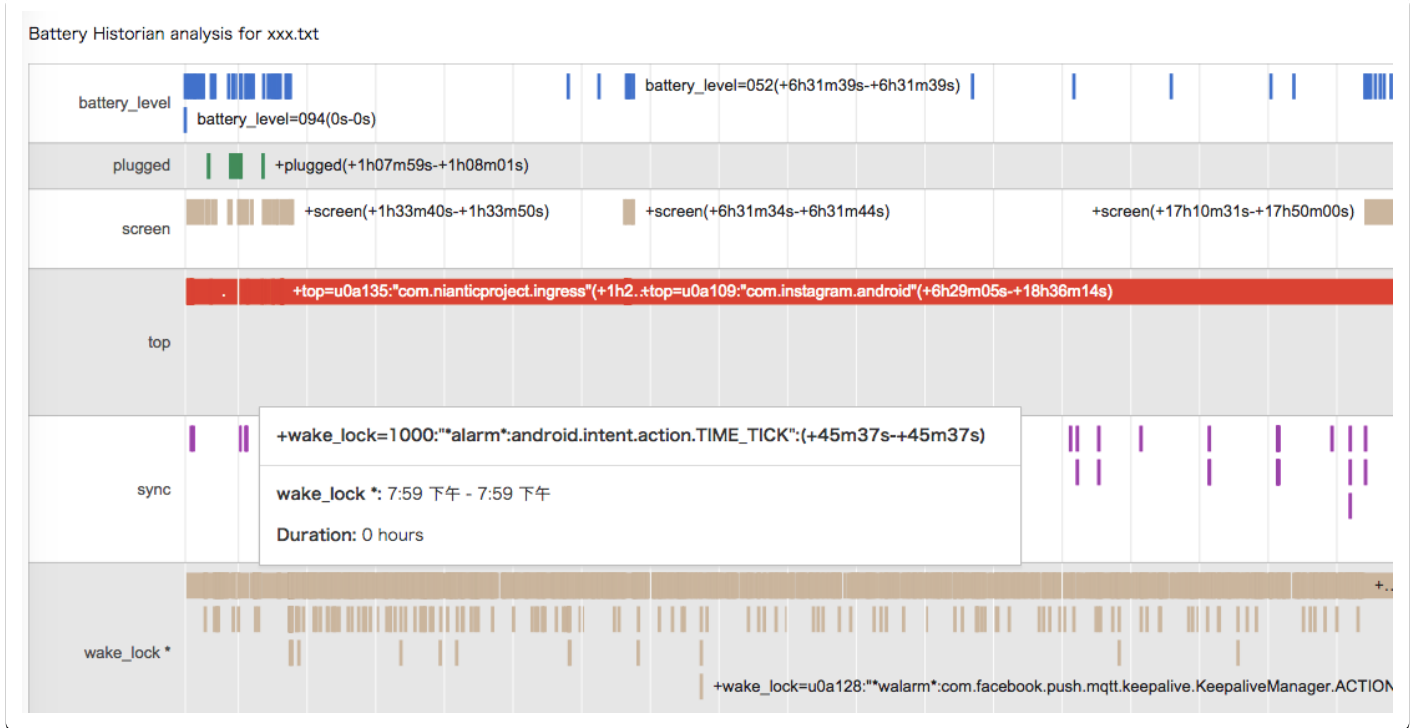 Battery Historian analysis for xxx.txt
battery_level
battery_level=052(+6h31m39s-+6h31m39s)
battery_level=094(0s-0s)
plugged
+plugged(+1h07m59s-+1h08m01s)
screen
+screen(+1h33m40s-+1h33m50s)
+screen(+6h31m34s-+6h31m44s)
+screen(+17h10m31s-+17h50m00s)
top
.
+top=u0a135:"com.nianticproject.ingress"(+1h2..
+top=u0a109:"com.instagram.android"(+6h29m05s-+18h36m14s)
sync
+wake_lock=1000:"*alarm*:android.intent.action.TIME_TICK":(+45m37s-+45m37s)
wake_lock *: 7:59 下午 - 7:59 下午
Duration: 0 hours
wake_lock *
+..
+wake_lock=u0a128:"*walarm*:com.facebook.push.mqtt.keepalive.KeepaliveManager.ACTION